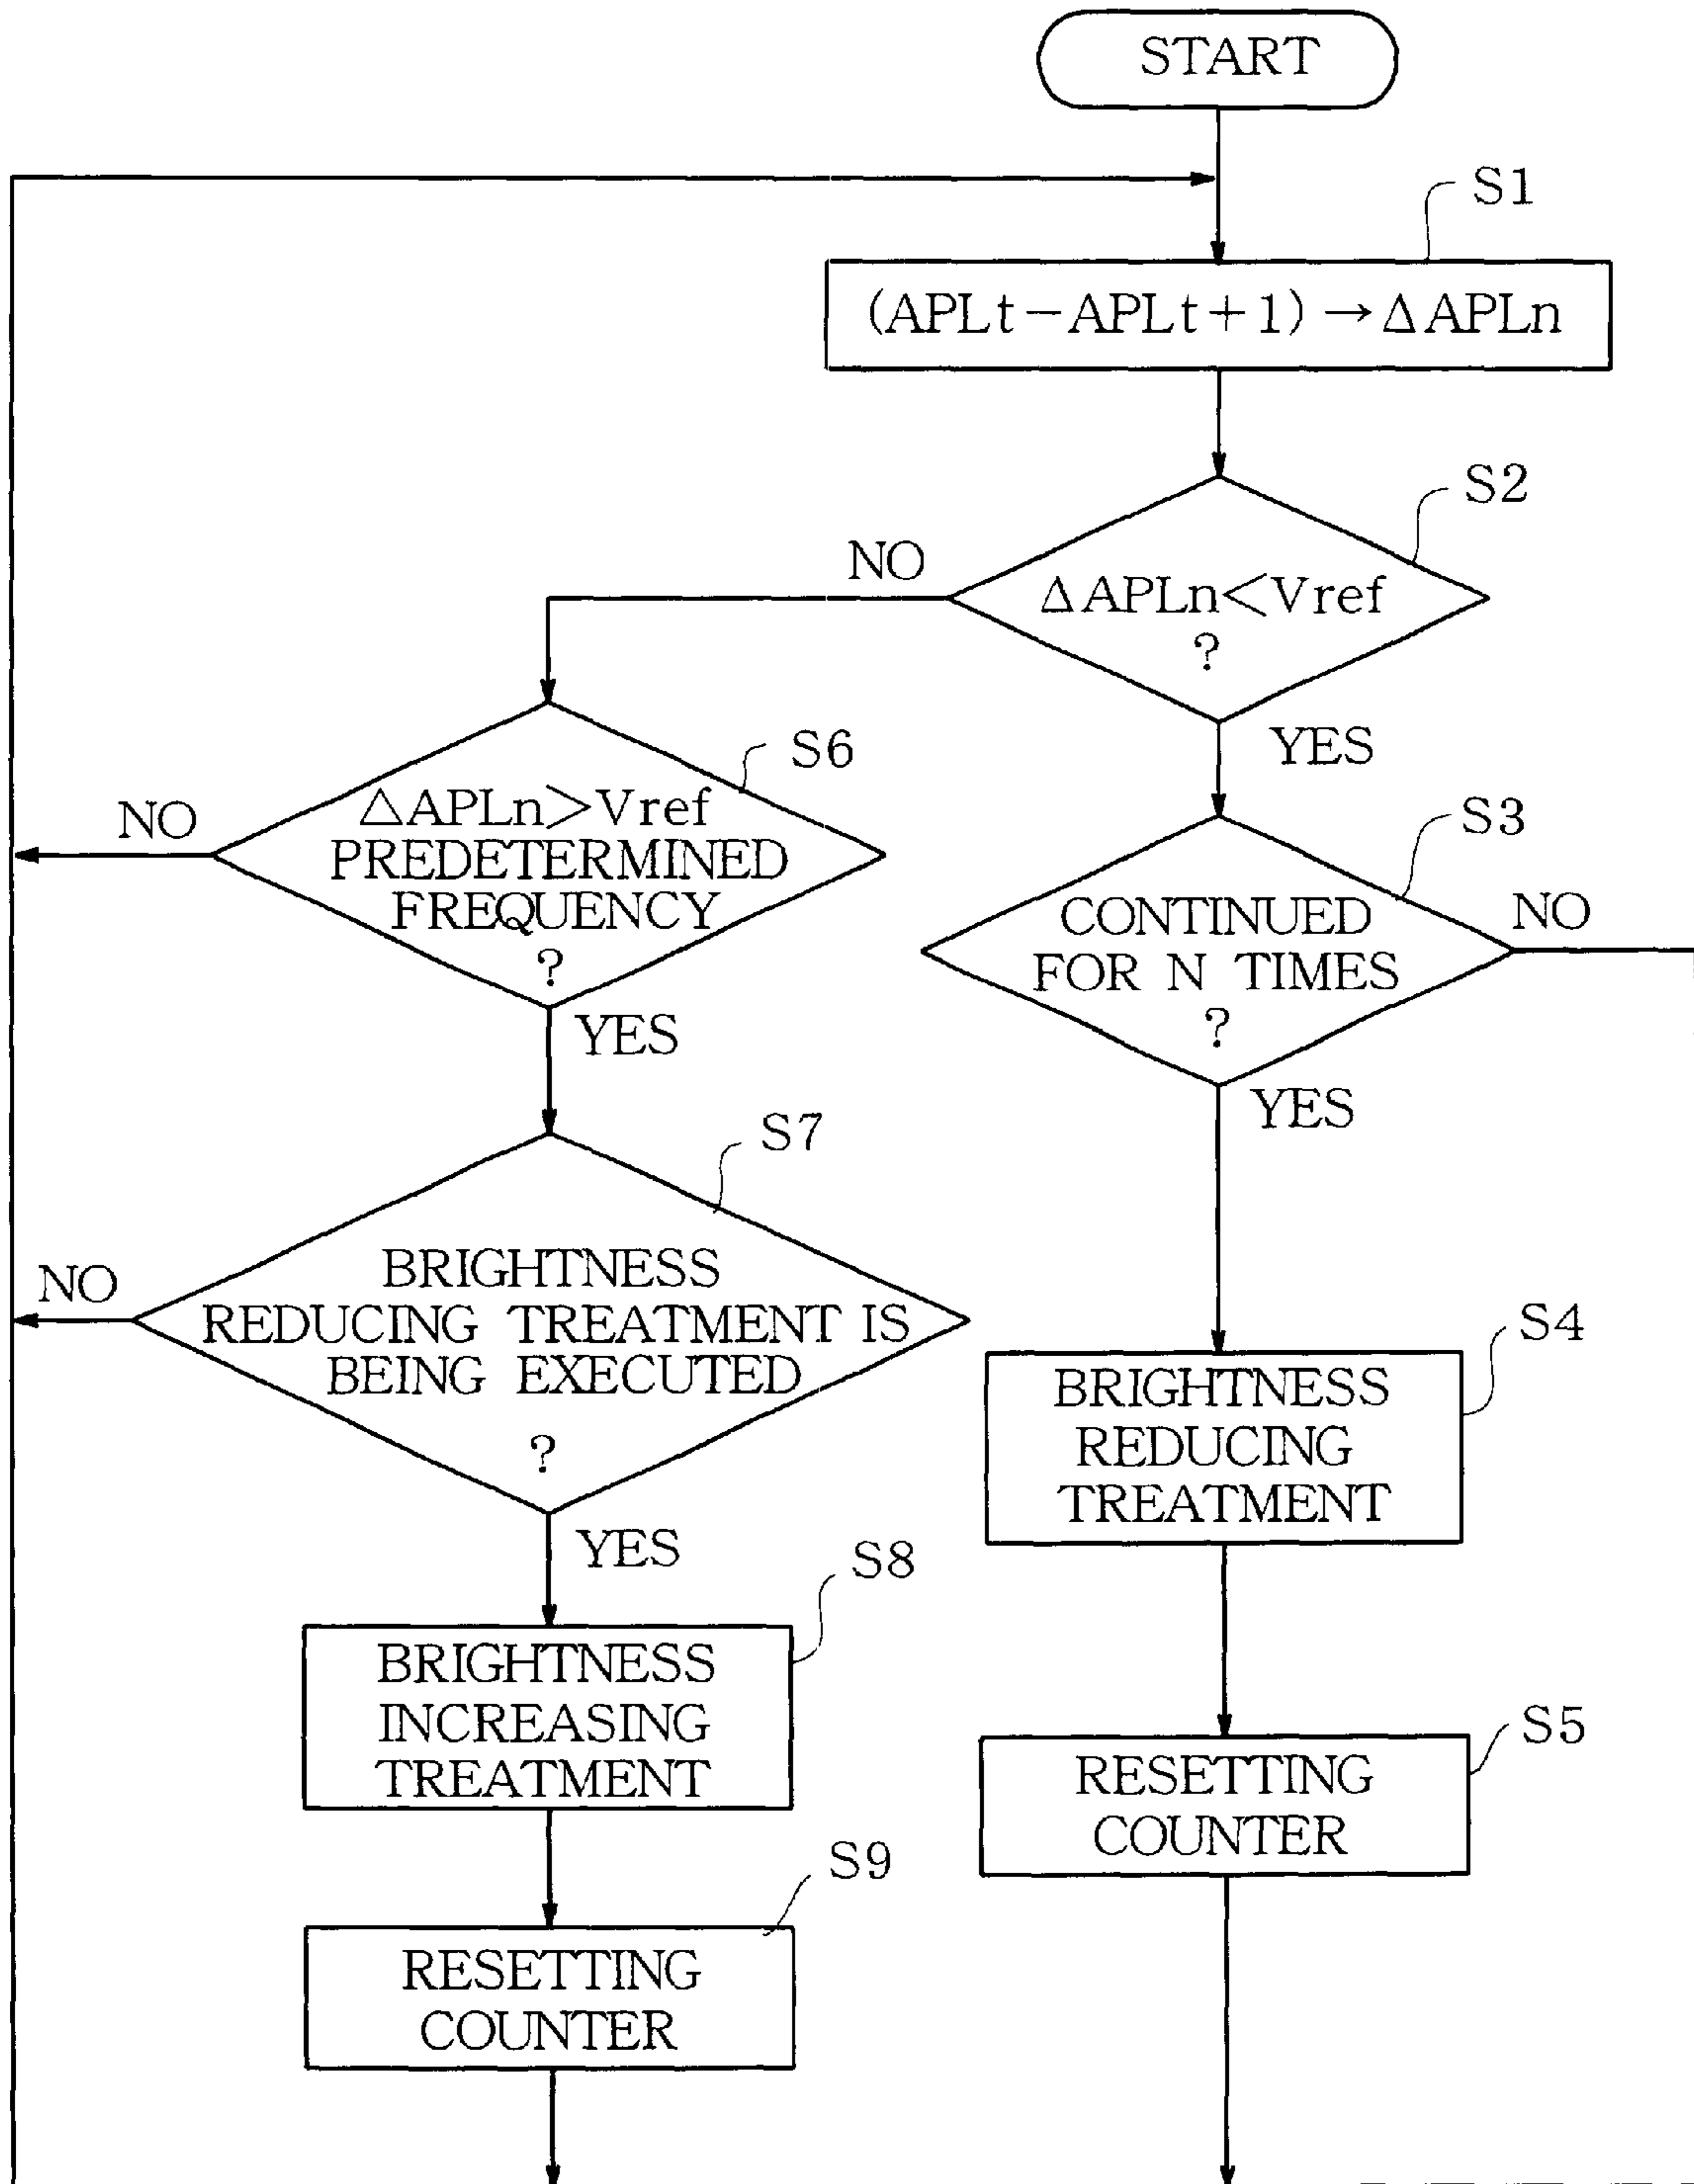 START
S1
(APLt−APLt+1)→ΔAPLn
S2
NO
ΔAPLn<Vref
?
YES
S6
NO
△APLn>Vref
PREDETERMINED
FREQUENCY
?
YES
S3
NO
CONTINUED
FOR N TIMES
?
YES
S7
NO
BRIGHTNESS
REDUCING TREATMENT IS
BEING EXECUTED
?
YES
S4
BRIGHTNESS
REDUCING
TREATMENT
S8
BRIGHTNESS
INCREASING
TREATMENT
S5
RESETTING
COUNTER
S9
RESETTING
COUNTER